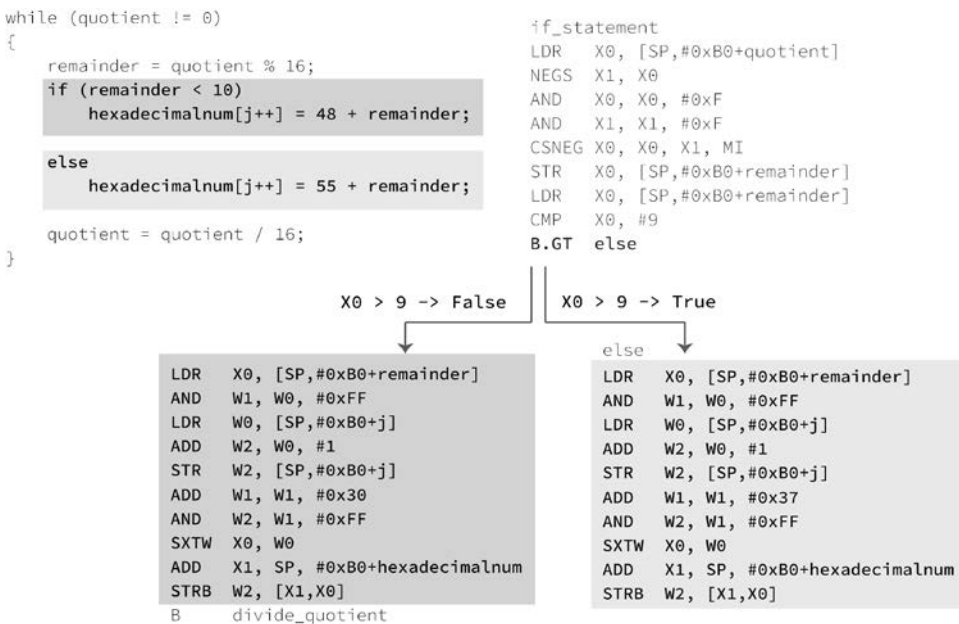 while (quotient != 0)
{
    remainder = quotient % 16;
    if (remainder < 10)
        hexadecimalnum[j++] = 48 + remainder;
    else
        hexadecimalnum[j++] = 55 + remainder;
    quotient = quotient / 16;
}
if_statement
LDR   X0, [SP,#0xB0+quotient]
NEGS  X1, X0
AND   X0, X0, #0xF
AND   X1, X1, #0xF
CSNEG X0, X0, X1, MI
STR   X0, [SP,#0xB0+remainder]
LDR   X0, [SP,#0xB0+remainder]
CMP   X0, #9
B.GT  else
X0 > 9 -> False
X0 > 9 -> True
LDR   X0, [SP,#0xB0+remainder]
AND   W1, W0, #0xFF
LDR   W0, [SP,#0xB0+j]
ADD   W2, W0, #1
STR   W2, [SP,#0xB0+j]
ADD   W1, W1, #0x30
AND   W2, W1, #0xFF
SXTW  X0, W0
ADD   X1, SP, #0xB0+hexadecimalnum
STRB  W2, [X1,X0]
B     divide_quotient
else
LDR   X0, [SP,#0xB0+remainder]
AND   W1, W0, #0xFF
LDR   W0, [SP,#0xB0+j]
ADD   W2, W0, #1
STR   W2, [SP,#0xB0+j]
ADD   W1, W1, #0x37
AND   W2, W1, #0xFF
SXTW  X0, W0
ADD   X1, SP, #0xB0+hexadecimalnum
STRB  W2, [X1,X0]